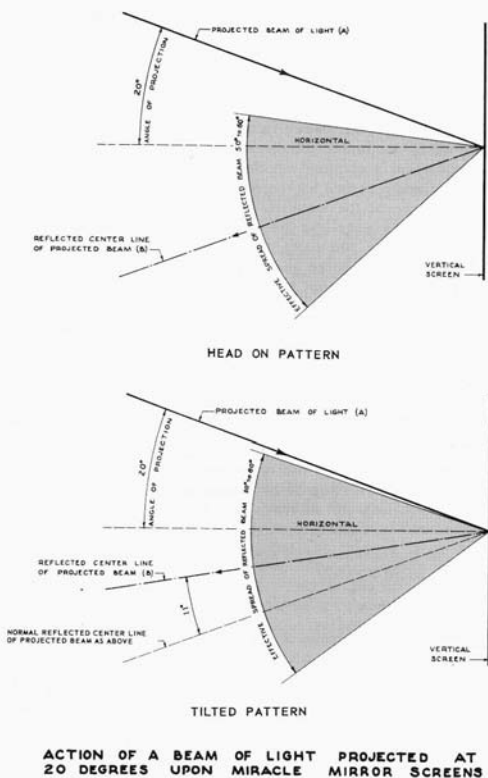 PROJECTED BEAM OF LIGHT (A)
20°
ANGLE OF PROJECTION
HORIZONTAL
EFFECTIVE SPREAD OF REFLECTED BEAM 50° TO 60°
REFLECTED CENTER LINE
OF PROJECTED BEAM (B)
VERTICAL
SCREEN
HEAD ON PATTERN
PROJECTED BEAM OF LIGHT (A)
20°
ANGLE OF PROJECTION
HORIZONTAL
EFFECTIVE SPREAD OF REFLECTED BEAM 50° TO 60°
REFLECTED CENTER LINE
OF PROJECTED BEAM (B)
11°
NORMAL REFLECTED CENTER LINE
OF PROJECTED BEAM AS ABOVE
VERTICAL
SCREEN
TILTED PATTERN
ACTION OF A BEAM OF LIGHT PROJECTED AT
20 DEGREES UPON MIRACLE MIRROR SCREENS